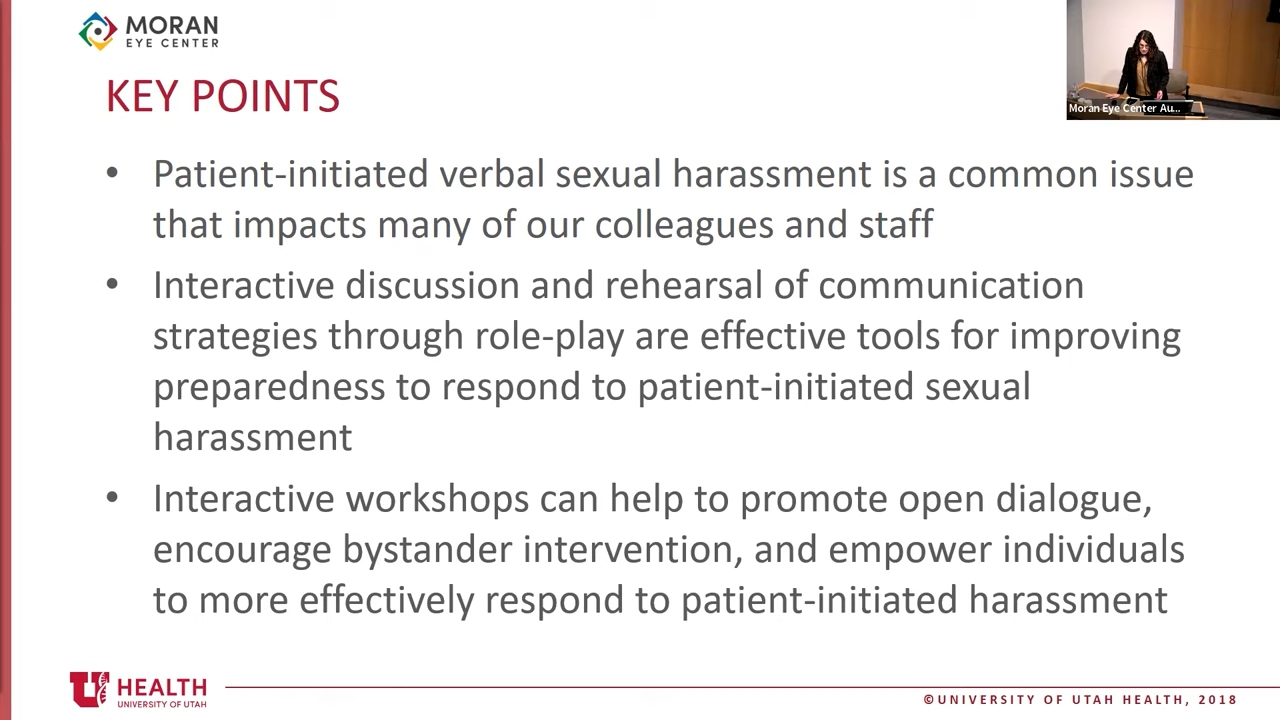 MORAN
EYE CENTER
Moran Eye Center Au...
KEY POINTS
• Patient-initiated verbal sexual harassment is a common issue
that impacts many of our colleagues and staff
• Interactive discussion and rehearsal of communication
strategies through role-play are effective tools for improving
preparedness to respond to patient-initiated sexual
harassment
• Interactive workshops can help to promote open dialogue,
encourage bystander intervention, and empower individuals
to more effectively respond to patient-initiated harassment
U HEALTH
UNIVERSITY OF UTAH
©UNIVERSITY OF UTAH HEALTH, 2018